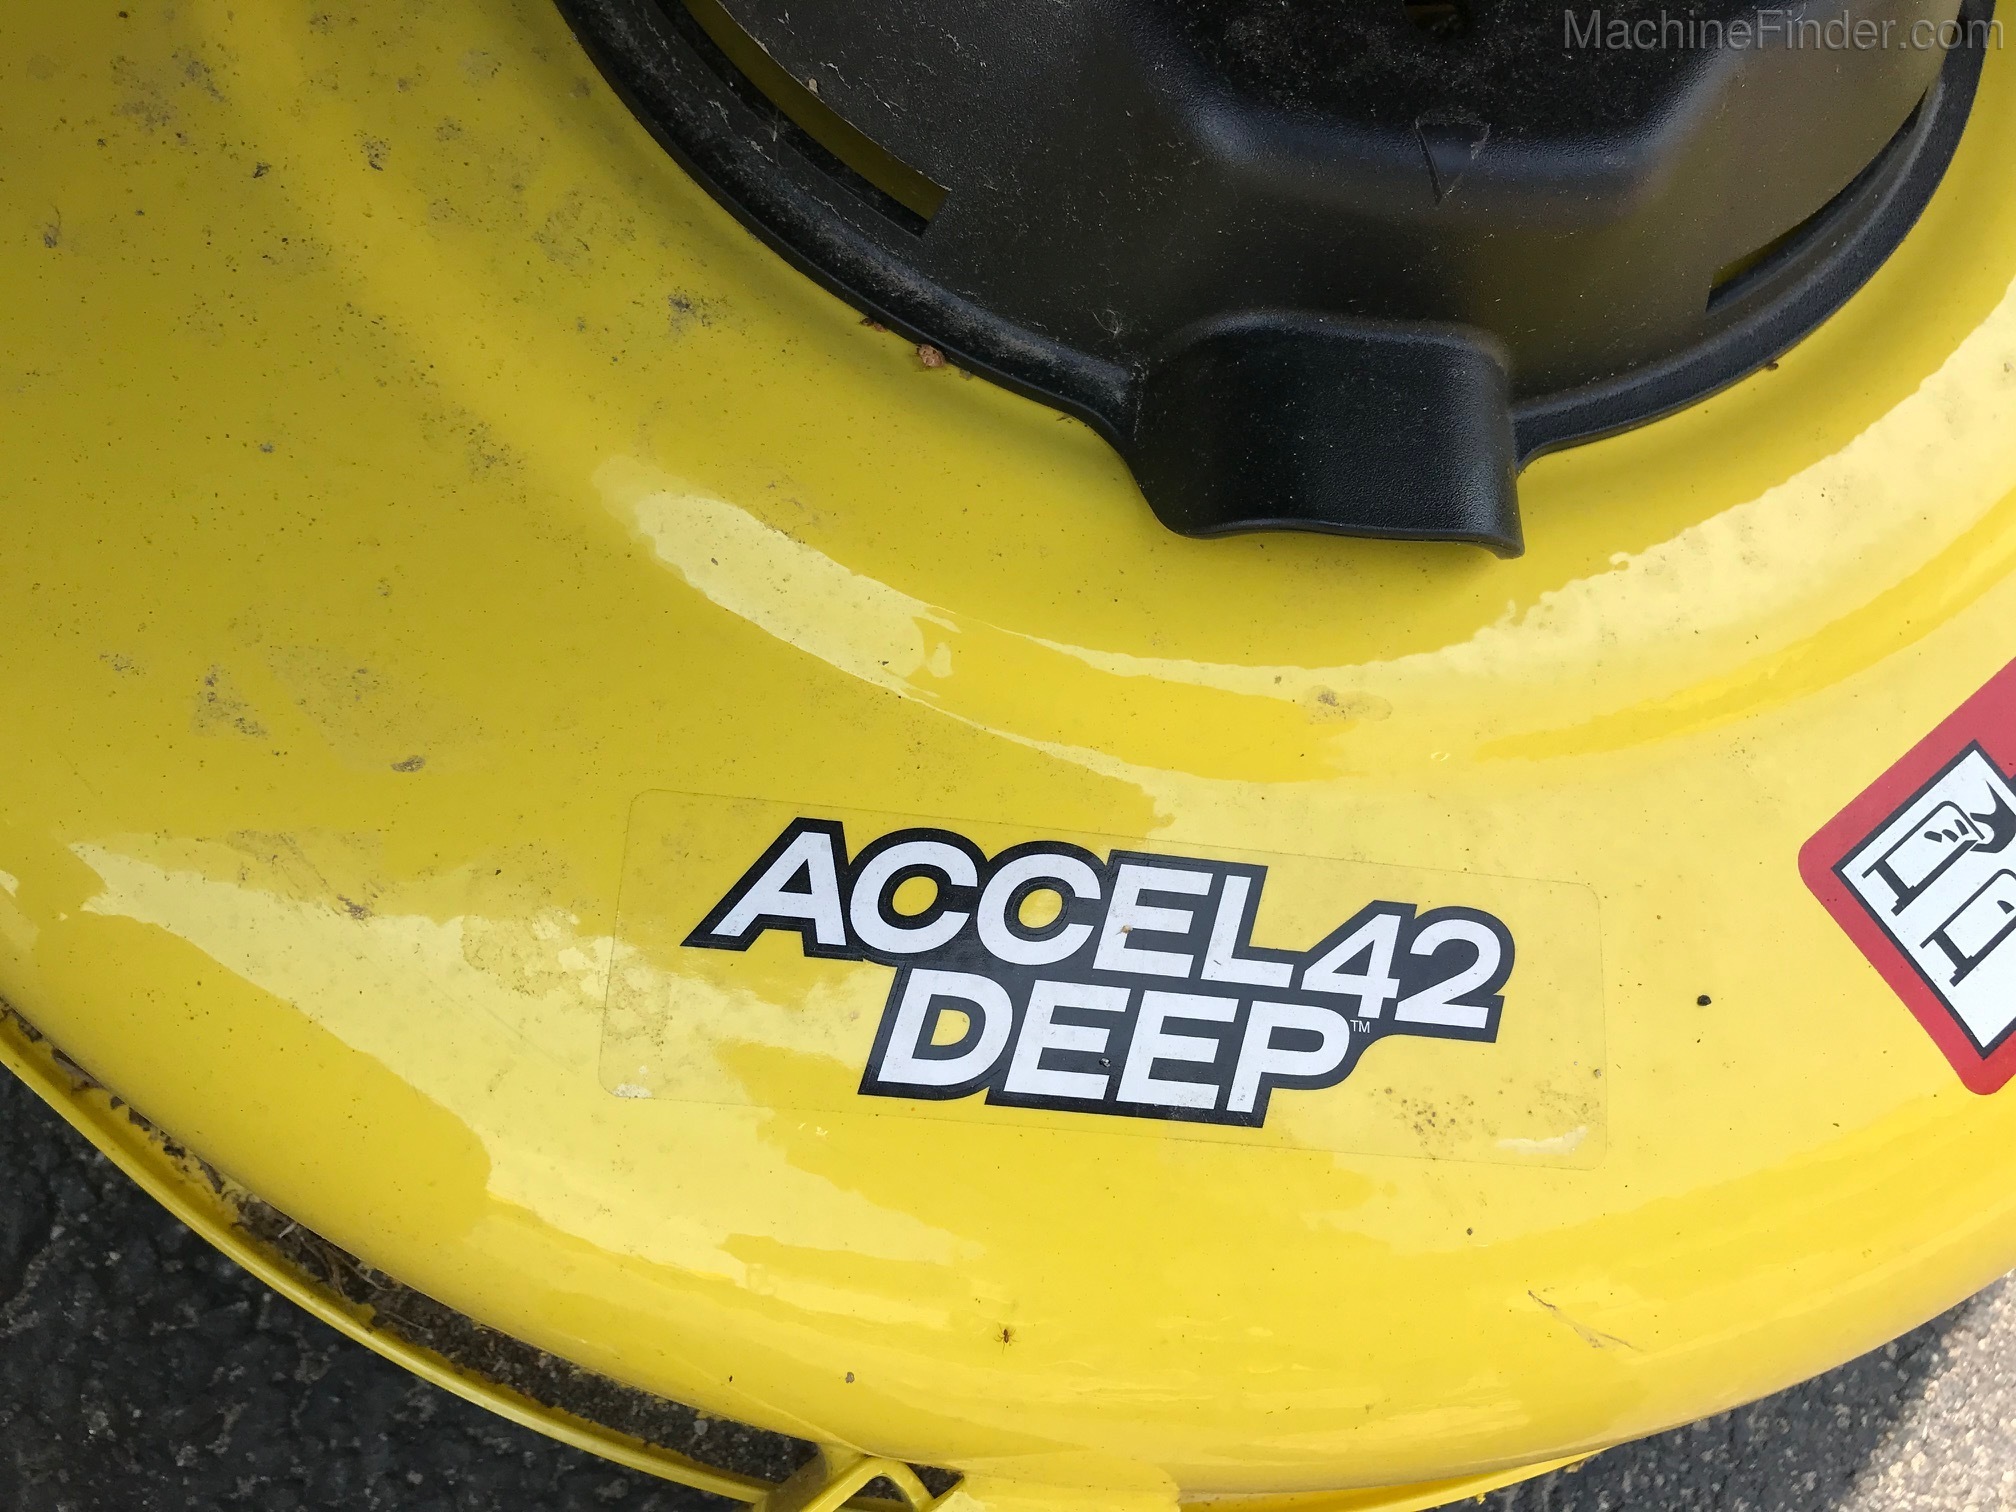 MachineFinder.com
ACCEL 42
DEEP™